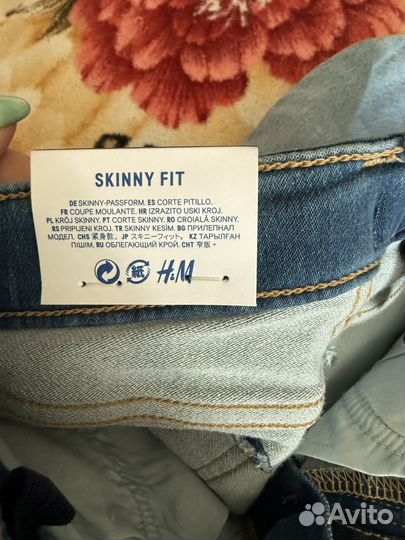 SKINNY FIT
DE SKINNY-PASSFORM. ES CORTE PITILLO.
FR COUPE MOULANTE. HR IZRAZITO USKI KROJ.
PL KRÓJ SKINNY. PT CORTE SKINNY. RO CROIALĂ SKINNY.
RS PRIPIJENI KROJ. TR SKINNY KESİM. BG ПРИЛЕПНАЛ
МОДЕЛ. CHS 紧身款。 JP スキニーフィット。 KZ ТАРЫЛҒАН
ПІШІМ. RU ОБЛЕГАЮЩИЙ КРОЙ. CHT 窄版。
紙 H&M
Avito